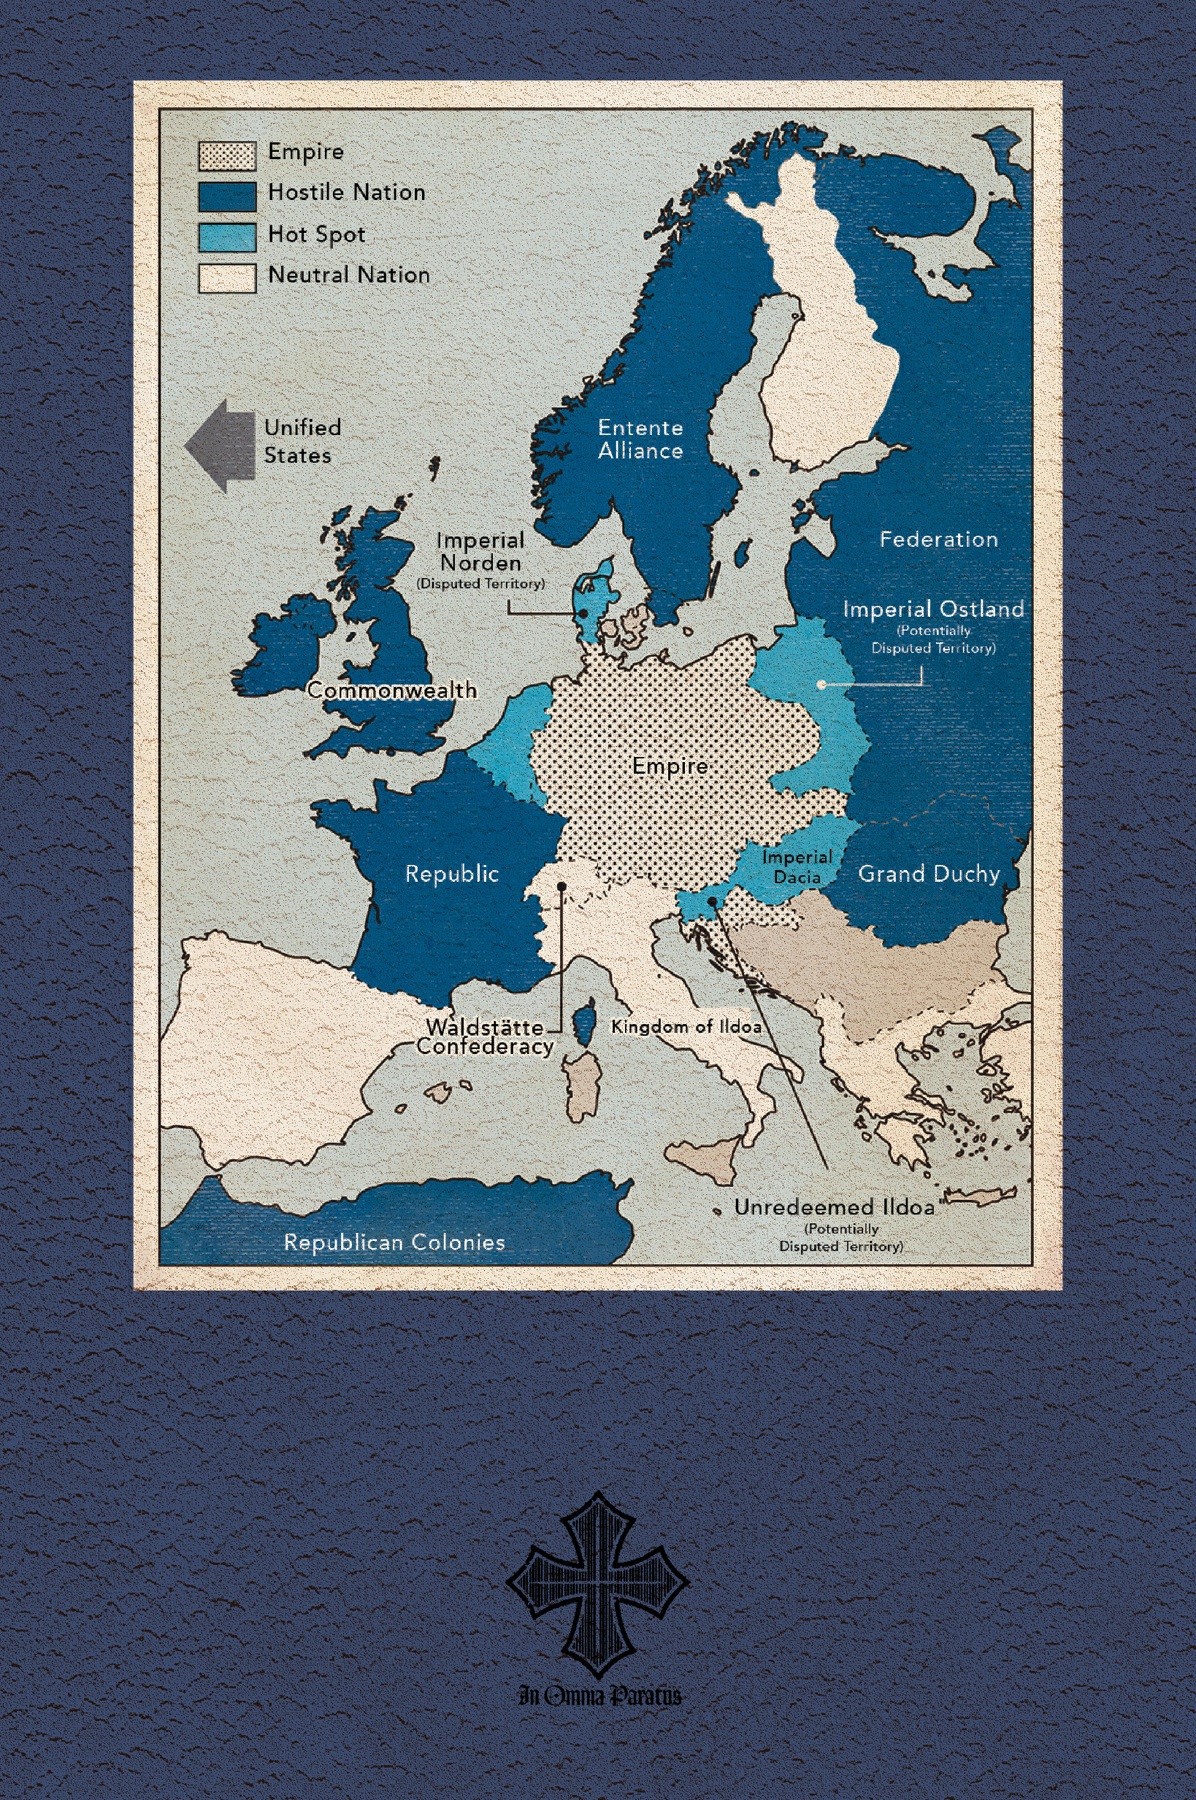 Empire
Hostile Nation
Hot Spot
Neutral Nation
Unified
States
Entente
Alliance
Imperial
Norden
(Disputed Territory)
Federation
Imperial Ostland
(Potentially
Disputed Territory)
Commonwealth
Empire
Imperial
Dacia
Republic
Grand Duchy
Waldstätte
Confederacy
Kingdom of Ildoa
Unredeemed Ildoa
(Potentially
Disputed Territory)
Republican Colonies
In Omnia Paratus